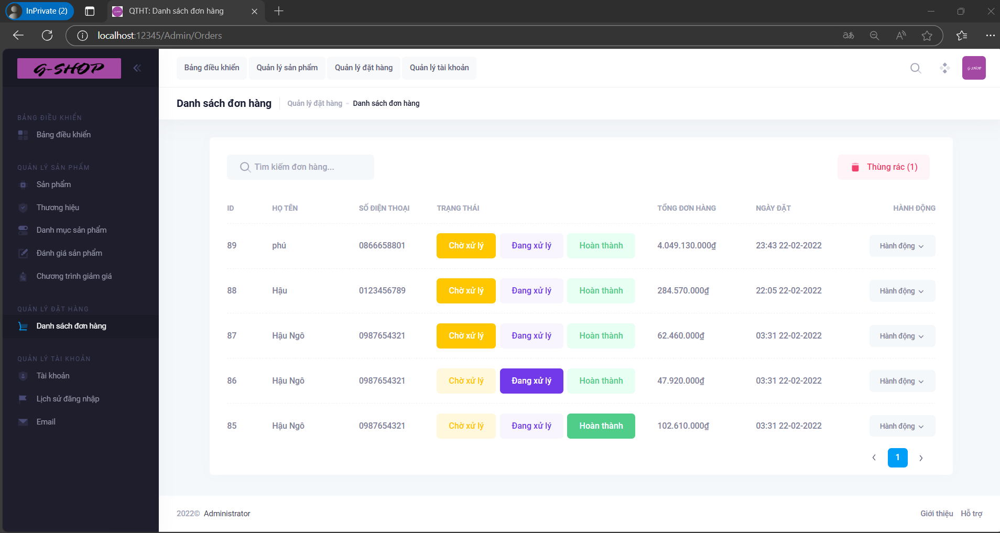 InPrivate (2)
QTHT: Danh sách đơn hàng
localhost:12345/Admin/Orders
G-SHOP
Bảng điều khiển
Quản lý sản phẩm
Quản lý đặt hàng
Quản lý tài khoản
G-SHOP
Danh sách đơn hàng
Quản lý đặt hàng - Danh sách đơn hàng
BẢNG ĐIỀU KHIỂN
Bảng điều khiển
QUẢN LÝ SẢN PHẨM
Sản phẩm
Thương hiệu
Danh mục sản phẩm
Đánh giá sản phẩm
Chương trình giảm giá
QUẢN LÝ ĐẶT HÀNG
Danh sách đơn hàng
QUẢN LÝ TÀI KHOẢN
Tài khoản
Lịch sử đăng nhập
Email
Tìm kiếm đơn hàng...
Thùng rác (1)
ID HỌ TÊN SỐ ĐIỆN THOẠI TRẠNG THÁI TỔNG ĐƠN HÀNG NGÀY ĐẶT HÀNH ĐỘNG
89 phú 0866658801 Chờ xử lý Đang xử lý Hoàn thành 4.049.130.000₫ 23:43 22-02-2022 Hành động
88 Hậu 0123456789 Chờ xử lý Đang xử lý Hoàn thành 284.570.000₫ 22:05 22-02-2022 Hành động
87 Hậu Ngô 0987654321 Chờ xử lý Đang xử lý Hoàn thành 62.460.000₫ 03:31 22-02-2022 Hành động
86 Hậu Ngô 0987654321 Chờ xử lý Đang xử lý Hoàn thành 47.920.000₫ 03:31 22-02-2022 Hành động
85 Hậu Ngô 0987654321 Chờ xử lý Đang xử lý Hoàn thành 102.610.000₫ 03:31 22-02-2022 Hành động
1
2022© Administrator
Giới thiệu Hỗ trợ